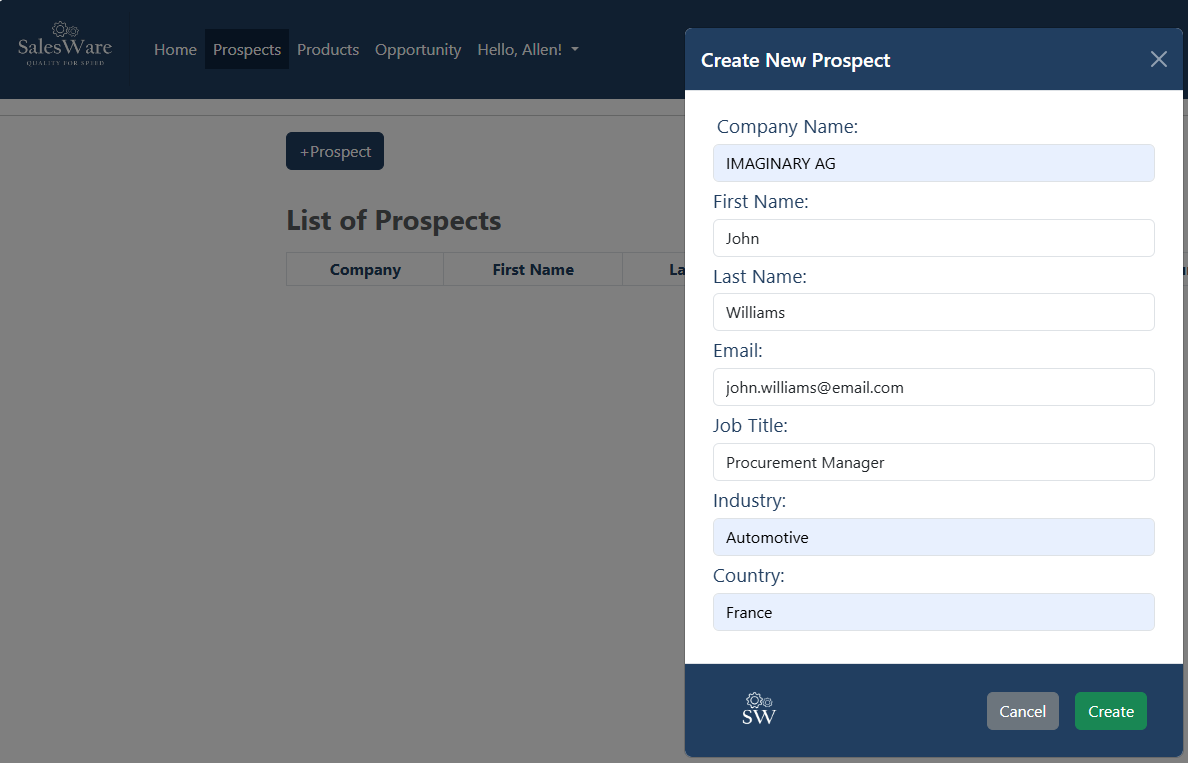 SalesWare
QUALITY FOR SPEED
Home Prospects Products Opportunity Hello, Allen!
+Prospect
List of Prospects
Company First Name
Create New Prospect
Company Name:
IMAGINARY AG
First Name:
John
Last Name:
Williams
Email:
john.williams@email.com
Job Title:
Procurement Manager
Industry:
Automotive
Country:
France
SW
Cancel Create